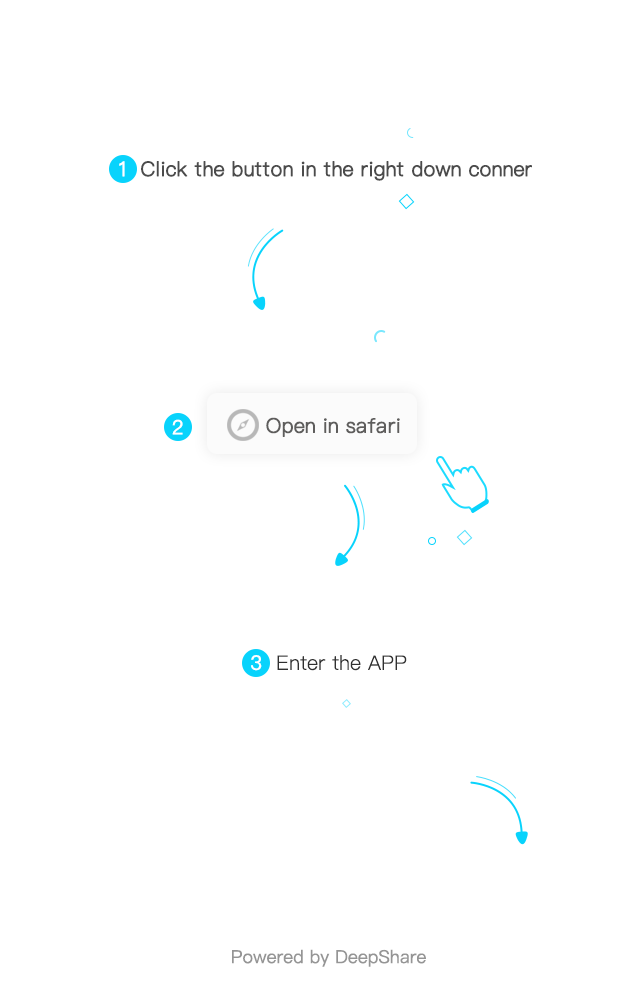 1 Click the button in the right down conner
2 Open in safari
3 Enter the APP
Powered by DeepShare